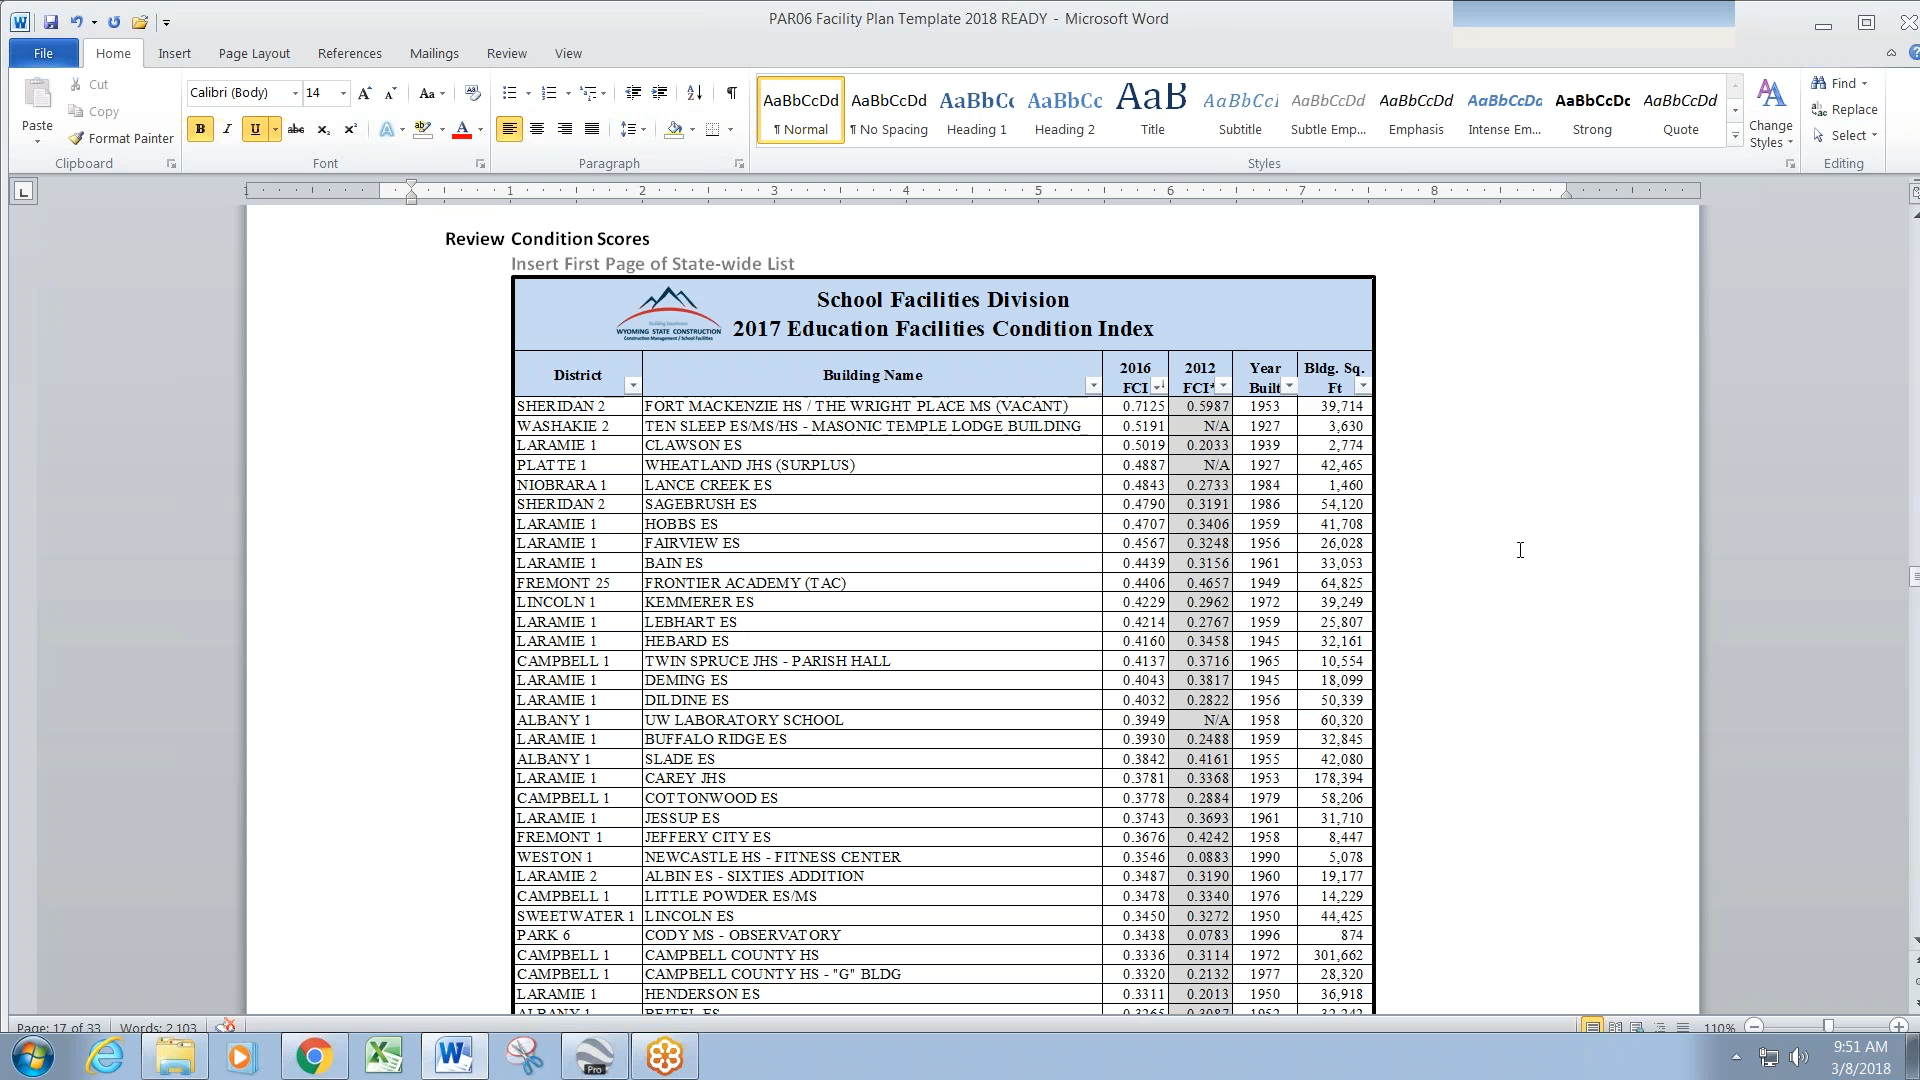 PAR06 Facility Plan Template 2018 READY - Microsoft Word
File Home Insert Page Layout References Mailings Review View
Paste
Cut
Copy
Format Painter
Clipboard
Calibri (Body) 14
Font
Paragraph
AaBbCcDd AaBbCcDd AaBbCc AaBbCc AaB AaBbCcI AaBbCcDd AaBbCcDd AaBbCcDd AaBbCcDc AaBbCcDd
¶ Normal ¶ No Spacing Heading 1 Heading 2 Title Subtitle Subtle Emp... Emphasis Intense Em... Strong Quote
Styles
Change
Styles
Find
Replace
Select
Editing
1 1 2 3 4 5 6 7 8
Review Condition Scores
Insert First Page of State-wide List
WYOMING STATE CONSTRUCTION
Construction Management / School Facilities
School Facilities Division
2017 Education Facilities Condition Index
District Building Name 2016 FCI 2012 FCI* Year Built Bldg. Sq. Ft
SHERIDAN 2 FORT MACKENZIE HS / THE WRIGHT PLACE MS (VACANT) 0.7125 0.5987 1953 39,714
WASHAKIE 2 TEN SLEEP ES/MS/HS - MASONIC TEMPLE LODGE BUILDING 0.5191 N/A 1927 3,630
LARAMIE 1 CLAWSON ES 0.5019 0.2033 1939 2,774
PLATTE 1 WHEATLAND JHS (SURPLUS) 0.4887 N/A 1927 42,465
NIOBRARA 1 LANCE CREEK ES 0.4843 0.2733 1984 1,460
SHERIDAN 2 SAGEBRUSH ES 0.4790 0.3191 1986 54,120
LARAMIE 1 HOBBS ES 0.4707 0.3406 1959 41,708
LARAMIE 1 FAIRVIEW ES 0.4567 0.3248 1956 26,028
LARAMIE 1 BAIN ES 0.4439 0.3156 1961 33,053
FREMONT 25 FRONTIER ACADEMY (TAC) 0.4406 0.4657 1949 64,825
LINCOLN 1 KEMMERER ES 0.4229 0.2962 1972 39,249
LARAMIE 1 LEBHART ES 0.4214 0.2767 1959 25,807
LARAMIE 1 HEBARD ES 0.4160 0.3458 1945 32,161
CAMPBELL 1 TWIN SPRUCE JHS - PARISH HALL 0.4137 0.3716 1965 10,554
LARAMIE 1 DEMING ES 0.4043 0.3817 1945 18,099
LARAMIE 1 DILDINE ES 0.4032 0.2822 1956 50,339
ALBANY 1 UW LABORATORY SCHOOL 0.3949 N/A 1958 60,320
LARAMIE 1 BUFFALO RIDGE ES 0.3930 0.2488 1959 32,845
ALBANY 1 SLADE ES 0.3842 0.4161 1955 42,080
LARAMIE 1 CAREY JHS 0.3781 0.3368 1953 178,394
CAMPBELL 1 COTTONWOOD ES 0.3778 0.2884 1979 58,206
LARAMIE 1 JESSUP ES 0.3743 0.3693 1961 31,710
FREMONT 1 JEFFERY CITY ES 0.3676 0.4242 1958 8,447
WESTON 1 NEWCASTLE HS - FITNESS CENTER 0.3546 0.0883 1990 5,078
LARAMIE 2 ALBIN ES - SIXTIES ADDITION 0.3487 0.3190 1960 19,177
CAMPBELL 1 LITTLE POWDER ES/MS 0.3478 0.3340 1976 14,229
SWEETWATER 1 LINCOLN ES 0.3450 0.3272 1950 44,425
PARK 6 CODY MS - OBSERVATORY 0.3438 0.0783 1996 874
CAMPBELL 1 CAMPBELL COUNTY HS 0.3336 0.3114 1972 301,662
CAMPBELL 1 CAMPBELL COUNTY HS - "G" BLDG 0.3320 0.2132 1977 28,320
LARAMIE 1 HENDERSON ES 0.3311 0.2013 1950 36,918
ALBANY 1 BEITEL ES 0.3265 0.3087 1952 32,242
Page: 17 of 33 Words: 2,103 110%
Pro
9:51 AM
3/8/2018